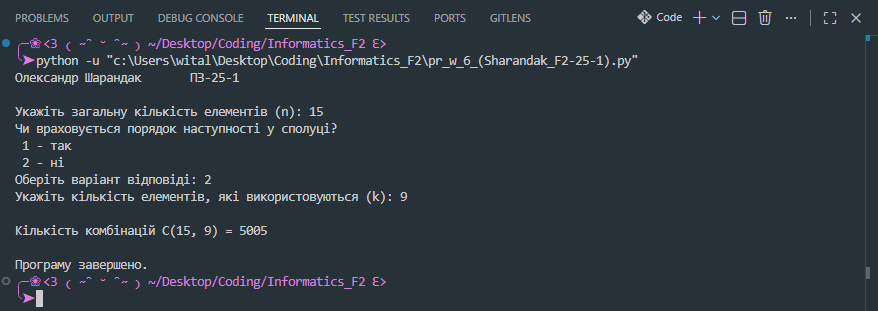 PROBLEMS OUTPUT DEBUG CONSOLE TERMINAL TEST RESULTS PORTS GITLENS Code
<3 ( ~ˆ ᵕ ˆ~ ) ~/Desktop/Coding/Informatics_F2 Ɛ>
python -u "c:\Users\wital\Desktop\Coding\Informatics_F2\pr_w_6_(Sharandak_F2-25-1).py"
Олександр Шарандак ПЗ-25-1
Укажіть загальну кількість елементів (n): 15
Чи враховується порядок наступності у сполуці?
1 - так
2 - ні
Оберіть варіант відповіді: 2
Укажіть кількість елементів, які використовуються (k): 9
Кількість комбінацій C(15, 9) = 5005
Програму завершено.
<3 ( ~ˆ ᵕ ˆ~ ) ~/Desktop/Coding/Informatics_F2 Ɛ>